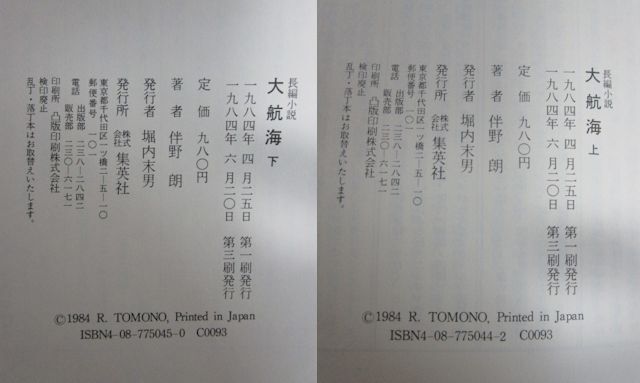 長編小説
大航海 下
一九八四年 四月二五日 第一刷発行
一九八四年 六月二〇日 第三刷発行
定価 九八〇円
著者 伴野 朗
発行者 堀内末男
発行所 株式会社 集英社
東京都千代田区一ツ橋二―五―一〇
郵便番号 一〇一
電話 出版部 二三八―二八四二
販売部 二三〇―六一七一
印刷所 凸版印刷株式会社
検印廃止
乱丁・落丁本はお取替えいたします。
©1984 R. TOMONO, Printed in Japan
ISBN4-08-775045-0 C0093
長編小説
大航海 上
一九八四年 四月二五日 第一刷発行
一九八四年 六月二〇日 第三刷発行
定価 九八〇円
著者 伴野 朗
発行者 堀内末男
発行所 株式会社 集英社
東京都千代田区一ツ橋二―五―一〇
郵便番号 一〇一
電話 出版部 二三八―二八四二
販売部 二三〇―六一七一
印刷所 凸版印刷株式会社
検印廃止
乱丁・落丁本はお取替えいたします。
©1984 R. TOMONO, Printed in Japan
ISBN4-08-775044-2 C0093